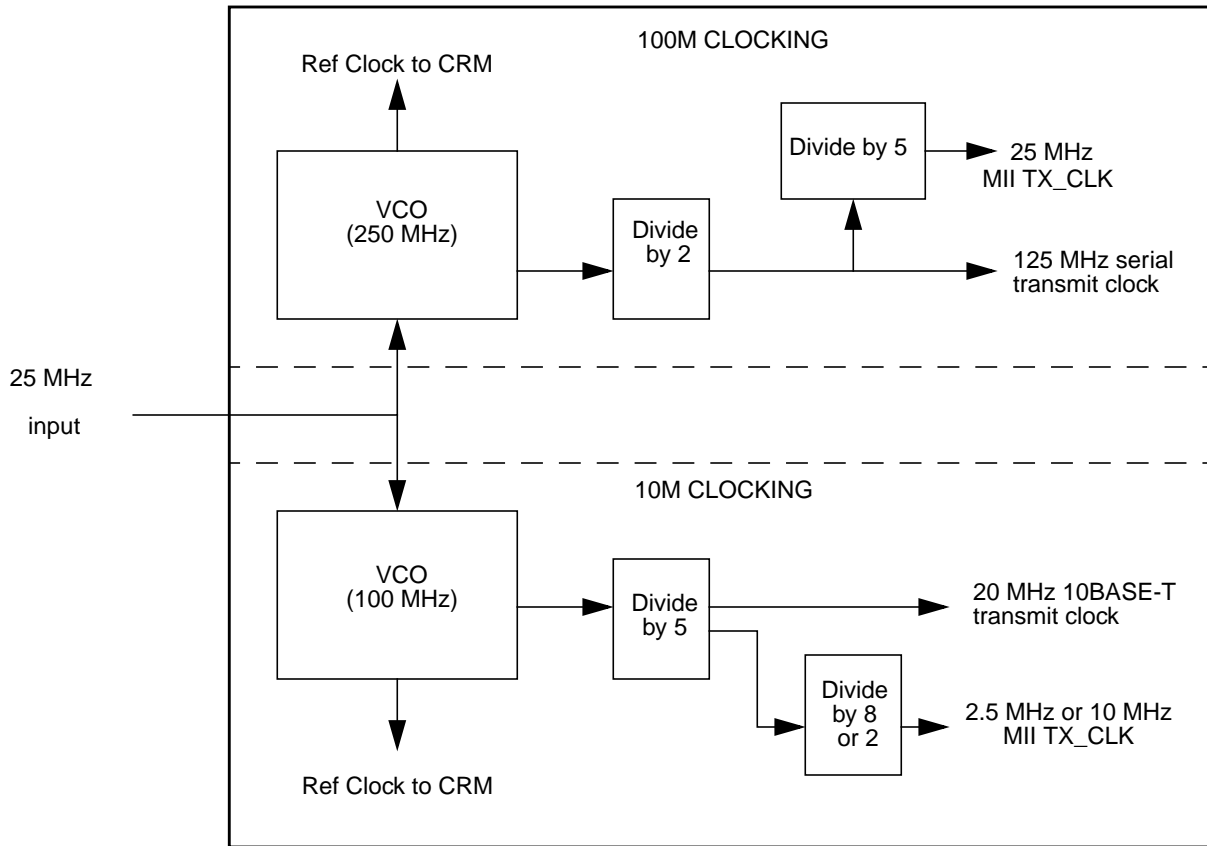 100M CLOCKING
Ref Clock to CRM
Divide by 5
25 MHz
MII TX_CLK
VCO
(250 MHz)
Divide
by 2
125 MHz serial
transmit clock
25 MHz
input
10M CLOCKING
VCO
(100 MHz)
Divide
by 5
20 MHz 10BASE-T
transmit clock
Divide
by 8
or 2
2.5 MHz or 10 MHz
MII TX_CLK
Ref Clock to CRM